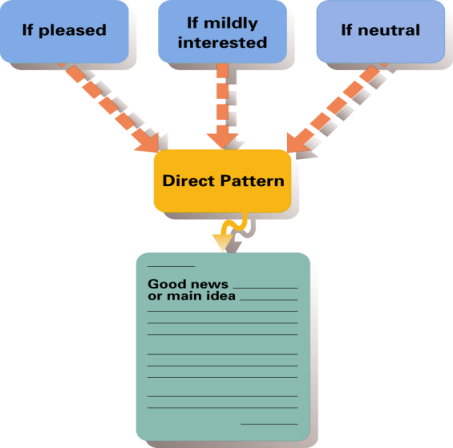 If pleased
If mildly
interested
If neutral
Direct Pattern
Good news
or main idea